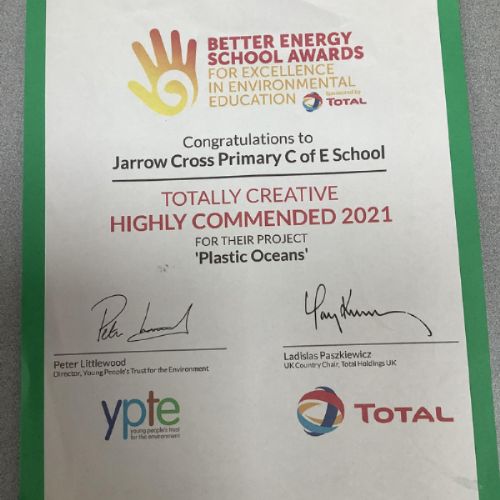 BETTER ENERGY
SCHOOL AWARDS
FOR EXCELLENCE
IN ENVIRONMENTAL
EDUCATION
Sponsored by
TOTAL
Congratulations to
Jarrow Cross Primary C of E School
TOTALLY CREATIVE
HIGHLY COMMENDED 2021
FOR THEIR PROJECT
'Plastic Oceans'
Peter Littlewood
Director, Young People's Trust for the Environment
Ladislas Paszkiewicz
UK Country Chair, Total Holdings UK
ypte
young people's trust
for the environment
TOTAL